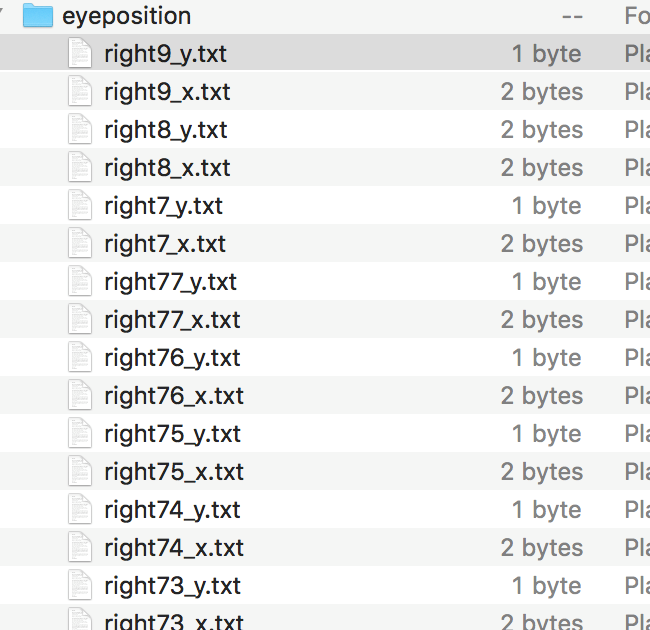 eyeposition -- Fo
right9_y.txt 1 byte Pla
right9_x.txt 2 bytes Pla
right8_y.txt 2 bytes Pla
right8_x.txt 2 bytes Pla
right7_y.txt 1 byte Pla
right7_x.txt 2 bytes Pla
right77_y.txt 1 byte Pla
right77_x.txt 2 bytes Pla
right76_y.txt 1 byte Pla
right76_x.txt 2 bytes Pla
right75_y.txt 1 byte Pla
right75_x.txt 2 bytes Pla
right74_y.txt 1 byte Pla
right74_x.txt 2 bytes Pla
right73_y.txt 1 byte Pla
right73_x.txt 2 bytes Pla